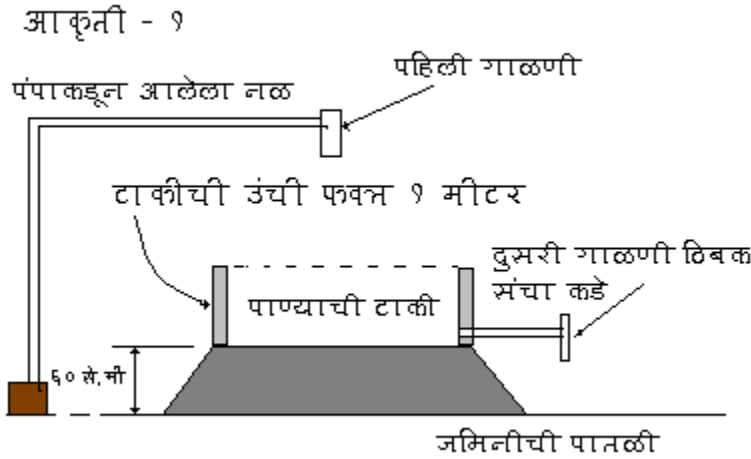 आकृती - १
पहिली गाळणी
पंपाकडून आलेला नळ
टाकीची उंची फक्त १ मीटर
दुसरी गाळणी ठिबक
संचा कडे
पाण्याची टाकी
६० से.मी
जमिनीची पातळी